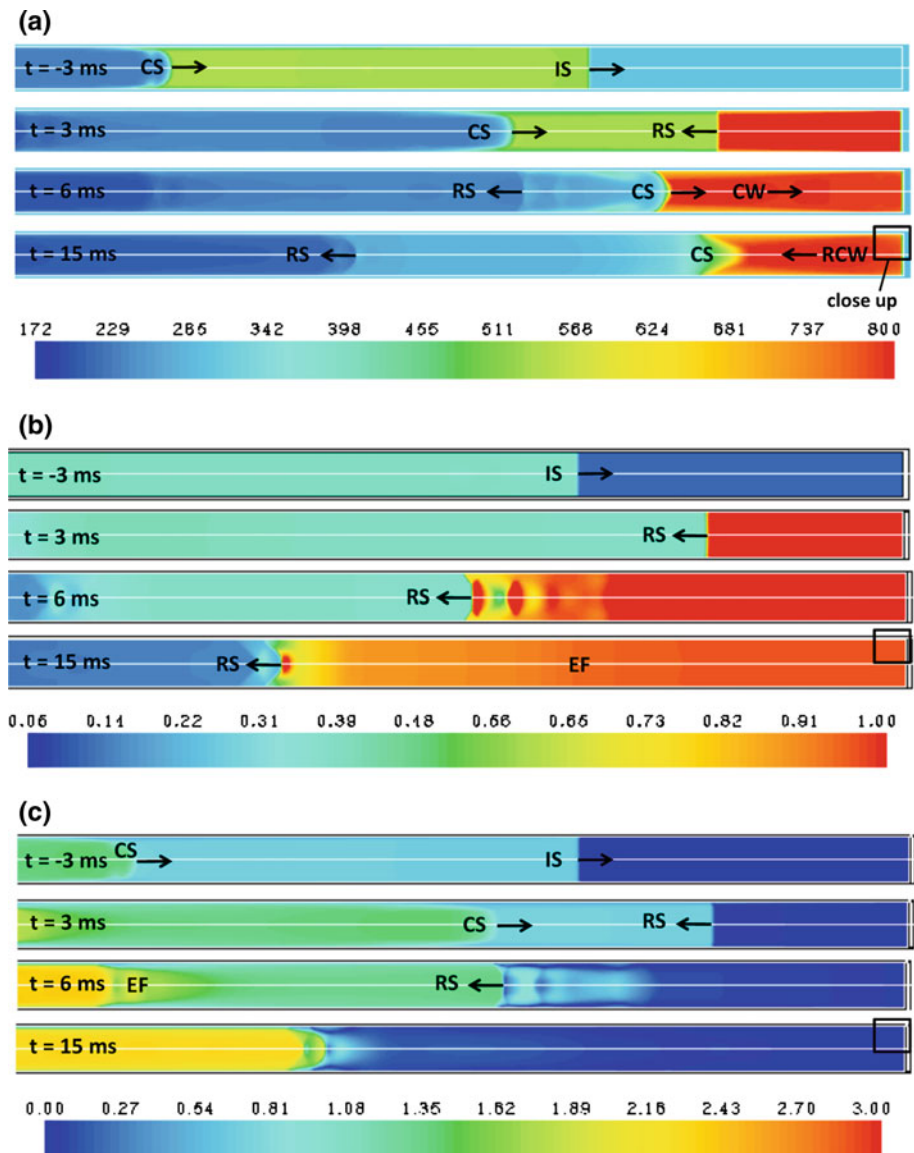 (a)
t = -3 ms CS IS
t = 3 ms CS RS
t = 6 ms RS CS CW
t = 15 ms RS CS RCW
close up
172 229 285 342 398 455 511 568 624 681 737 800
(b)
t = -3 ms IS
t = 3 ms RS
t = 6 ms RS
t = 15 ms RS EF
0.06 0.14 0.22 0.31 0.39 0.48 0.56 0.65 0.73 0.82 0.91 1.00
(c)
t = -3 ms CS IS
t = 3 ms CS RS
t = 6 ms EF RS
t = 15 ms
0.00 0.27 0.54 0.81 1.08 1.35 1.62 1.89 2.16 2.43 2.70 3.00